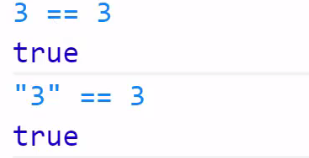 3 == 3
true
"3" == 3
true